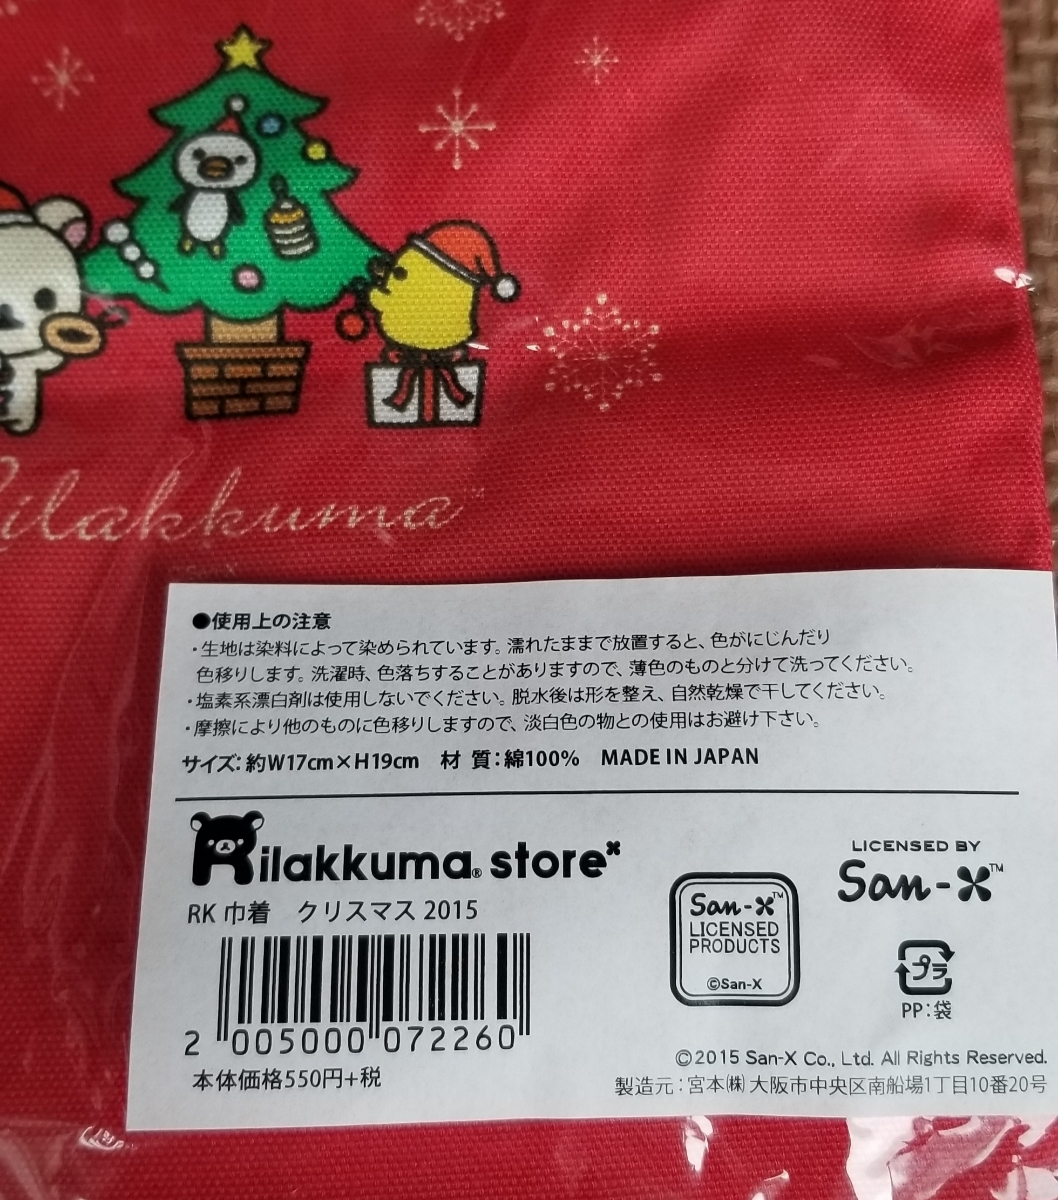 Rilakkuma™
●使用上の注意
・生地は染料によって染められています。濡れたままで放置すると、色がにじんだり
色移りします。洗濯時、色落ちすることがありますので、薄色のものと分けて洗ってください。
・塩素系漂白剤は使用しないでください。脱水後は形を整え、自然乾燥で干してください。
・摩擦により他のものに色移りしますので、淡白色の物との使用はお避け下さい。
サイズ:約W17cm×H19cm 材 質:綿100% MADE IN JAPAN
Rilakkuma® store
RK 巾着 クリスマス 2015
2 005000 072260
本体価格550円+税
San-X™
LICENSED
PRODUCTS
©San-X
LICENSED BY
San-X™
プラ
PP:袋
©2015 San-X Co., Ltd. All Rights Reserved.
製造元:宮本㈱ 大阪市中央区南船場1丁目10番20号